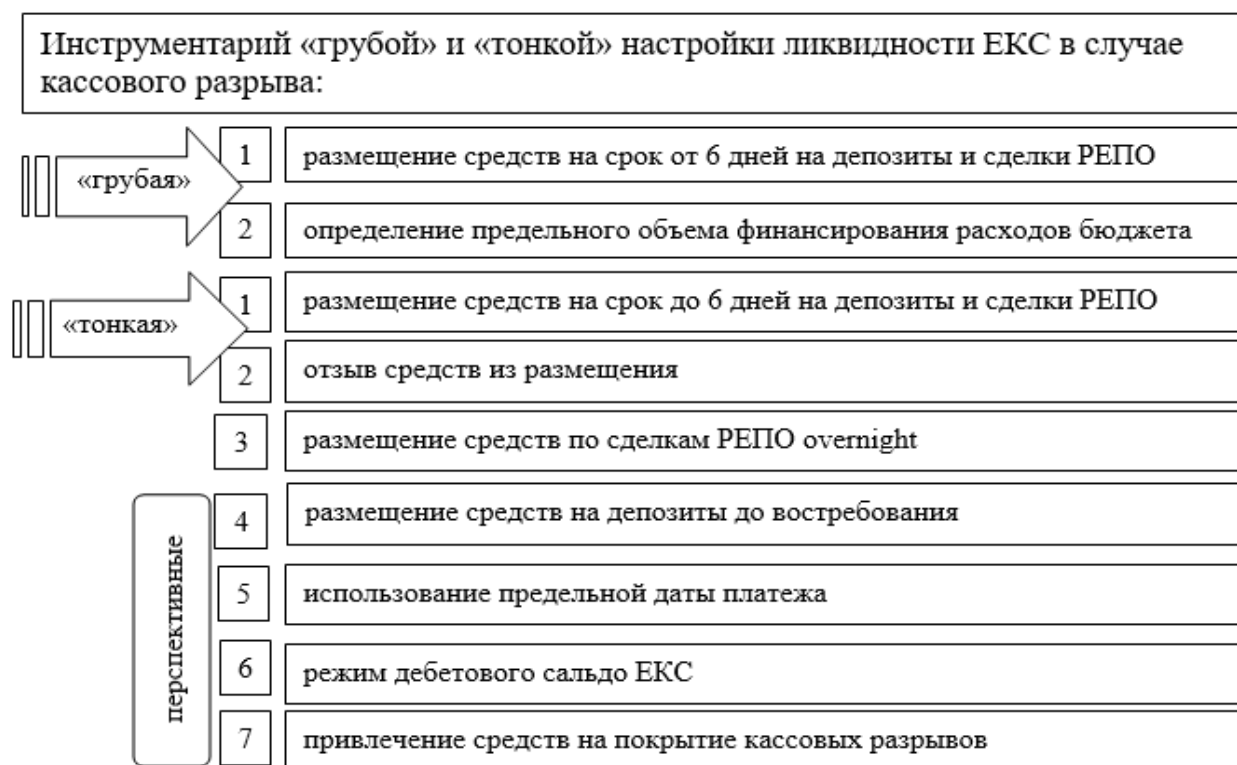 Инструментарий «грубой» и «тонкой» настройки ликвидности ЕКС в случае
кассового разрыва:
«грубая»
1 размещение средств на срок от 6 дней на депозиты и сделки РЕПО
2 определение предельного объема финансирования расходов бюджета
«тонкая»
1 размещение средств на срок до 6 дней на депозиты и сделки РЕПО
2 отзыв средств из размещения
3 размещение средств по сделкам РЕПО overnight
перспективные
4 размещение средств на депозиты до востребования
5 использование предельной даты платежа
6 режим дебетового сальдо ЕКС
7 привлечение средств на покрытие кассовых разрывов